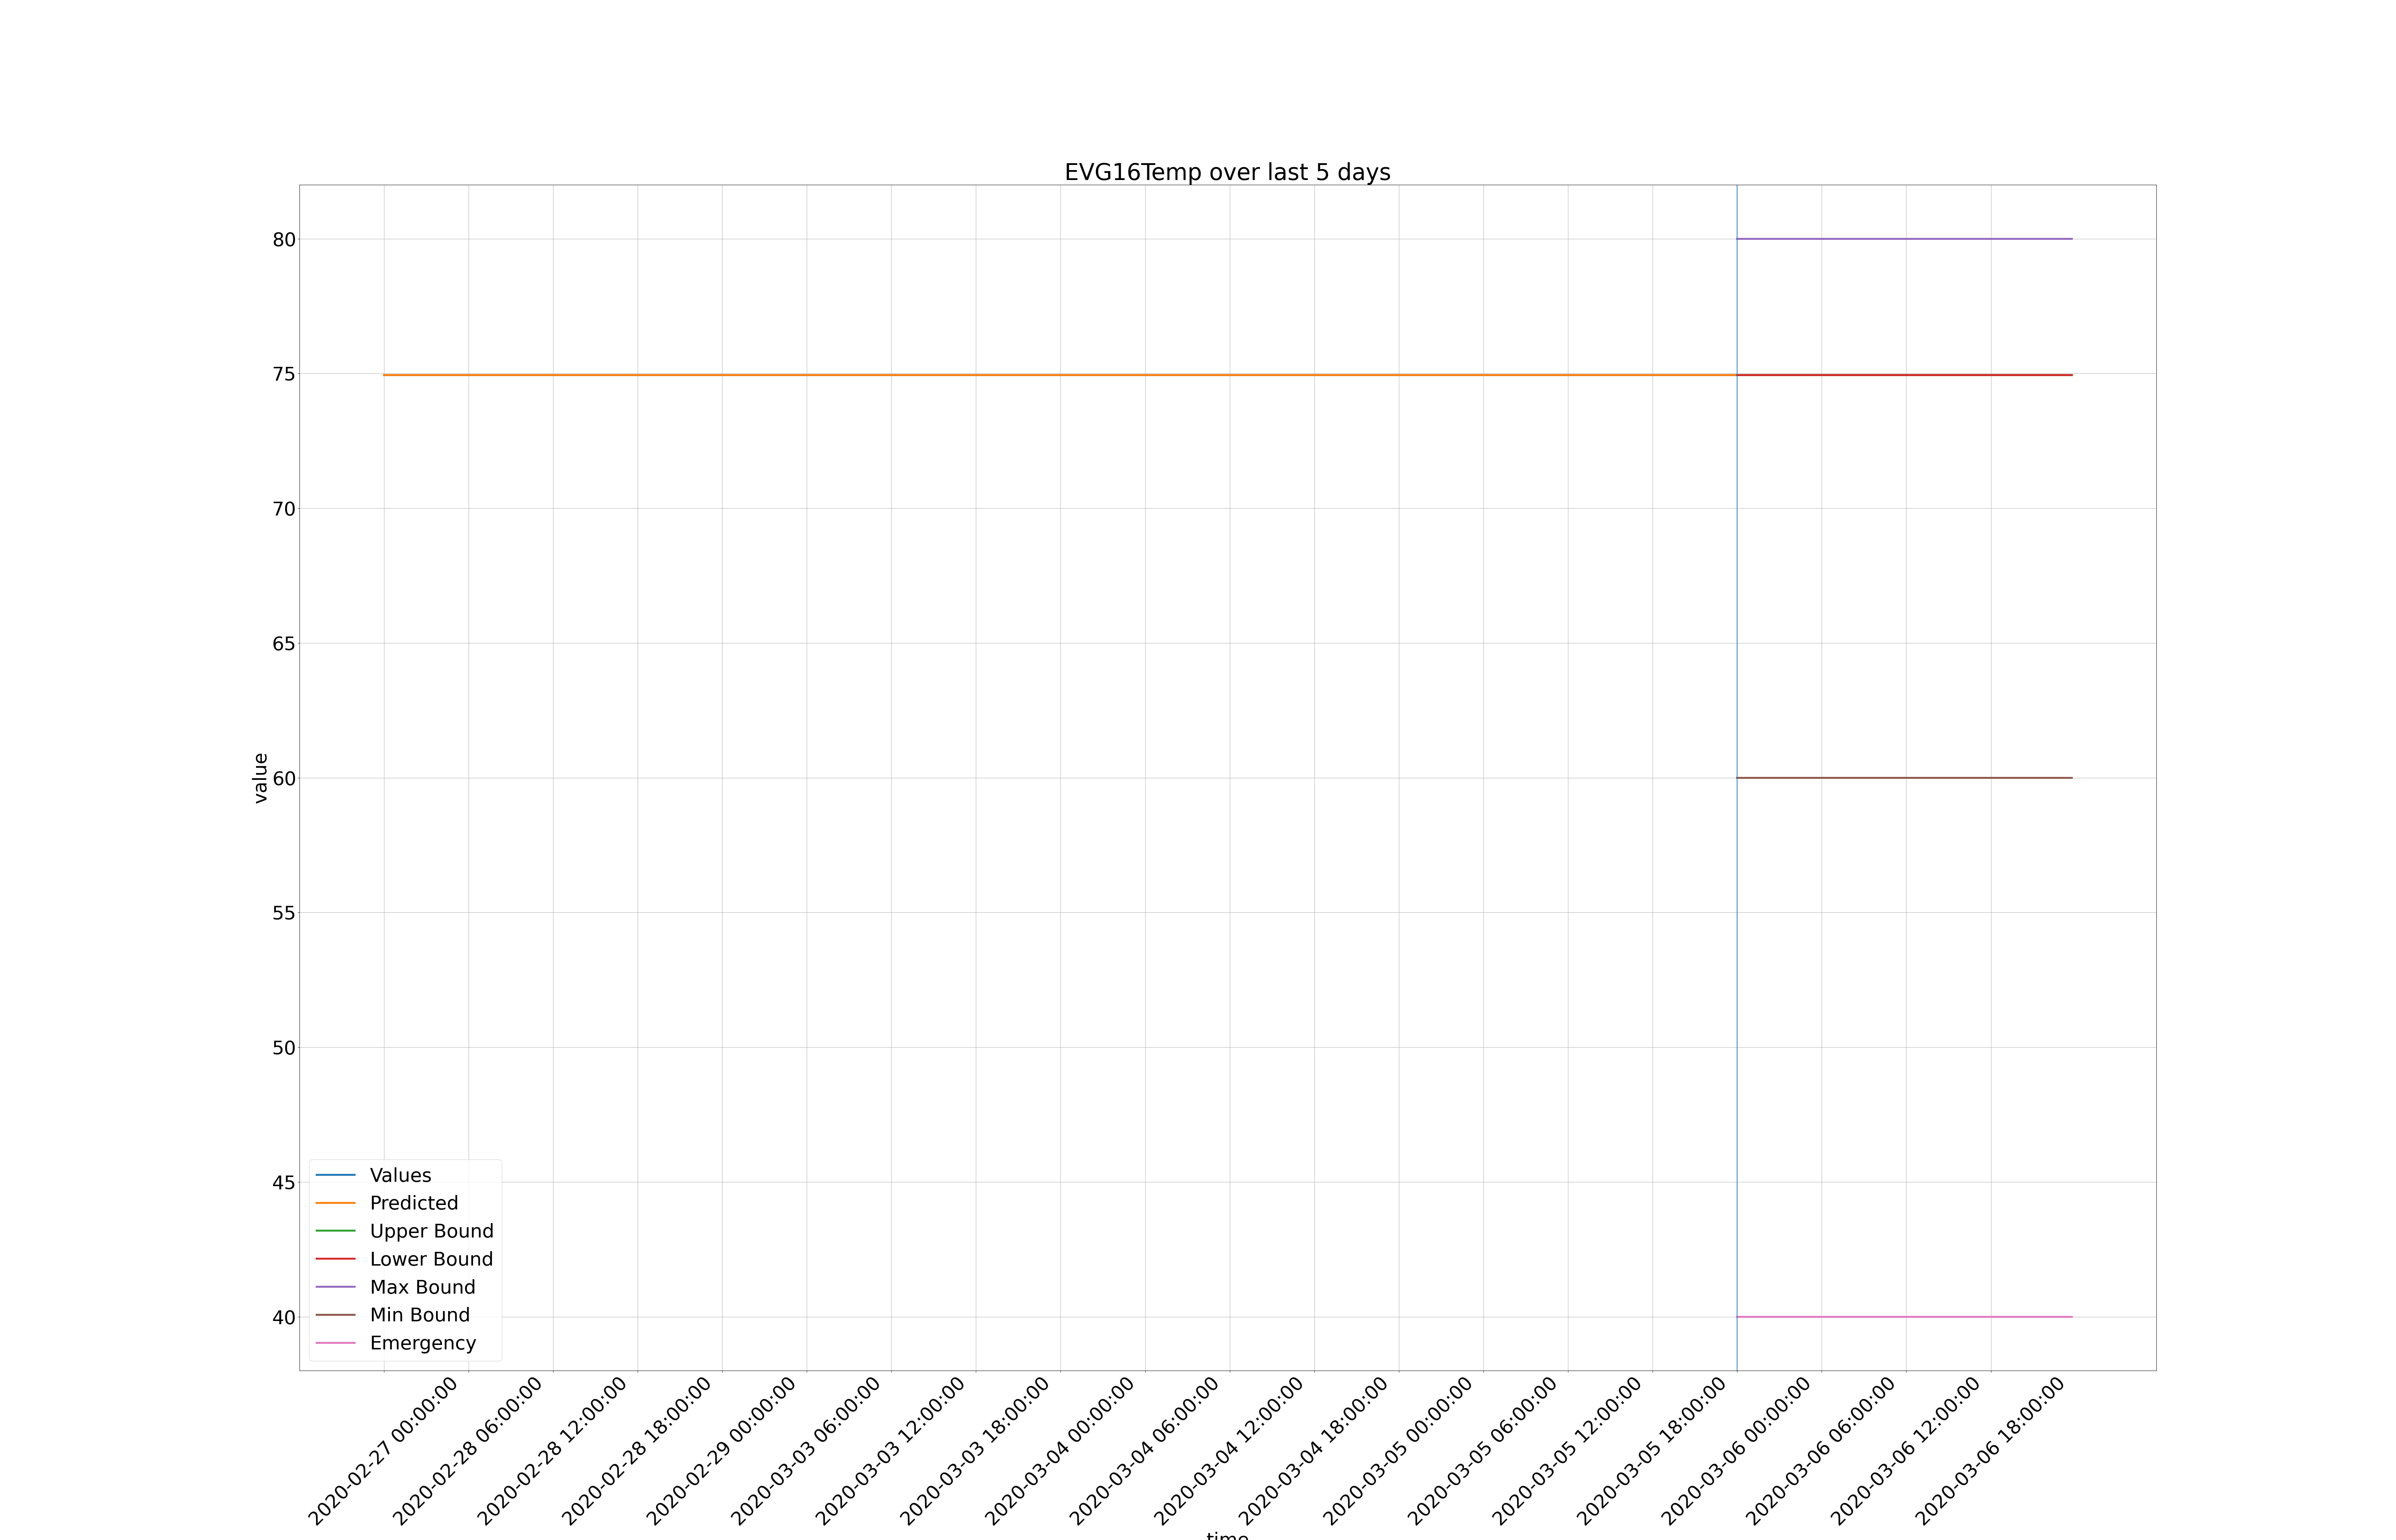 EVG16Temp over last 5 days
80
75
70
65
60
55
50
45
40
value
Values
Predicted
Upper Bound
Lower Bound
Max Bound
Min Bound
Emergency
2020-02-27 00:00:00
2020-02-28 06:00:00
2020-02-28 12:00:00
2020-02-28 18:00:00
2020-02-29 00:00:00
2020-03-03 06:00:00
2020-03-03 12:00:00
2020-03-03 18:00:00
2020-03-04 00:00:00
2020-03-04 06:00:00
2020-03-04 12:00:00
2020-03-04 18:00:00
2020-03-05 00:00:00
2020-03-05 06:00:00
2020-03-05 12:00:00
2020-03-05 18:00:00
2020-03-06 00:00:00
2020-03-06 06:00:00
2020-03-06 12:00:00
2020-03-06 18:00:00
time